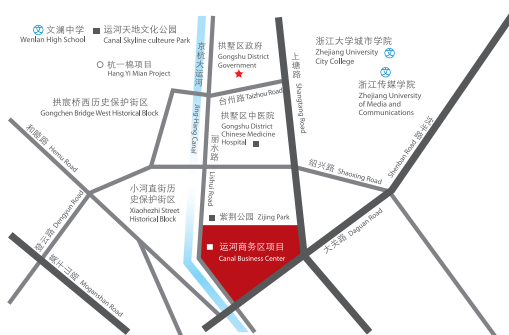 文澜中学
Wenlan High School
运河天地文化公园
Canal Skyline culteure Park
杭一棉项目
Hang Yi Mian Project
拱宸桥西历史保护街区
Gongchen Bridge West Historical Block
京杭大运河
Jing-Hang Canal
拱墅区政府
Gongshu District
Government
台州路 Taizhou Road
上塘路
Shangtang Road
浙江大学城市学院
Zhejiang University
City College
浙江传媒学院
Zhejiang University
of Media and
Communications
拱墅区中医院
Gongshu District
Chinese Medicine
Hospital
丽水路
Lishui Road
和睦路 Hemu Road
小河直街历
史保护街区
Xiaohezhi Street
Historical Block
绍兴路 Shaoxing Road
Shenban Road
登云路 Dengyun Road
紫荆公园 Zijing Park
大关路 Daguan Road
运河商务区项目
Canal Business Center
莫干山路 Moganshan Road